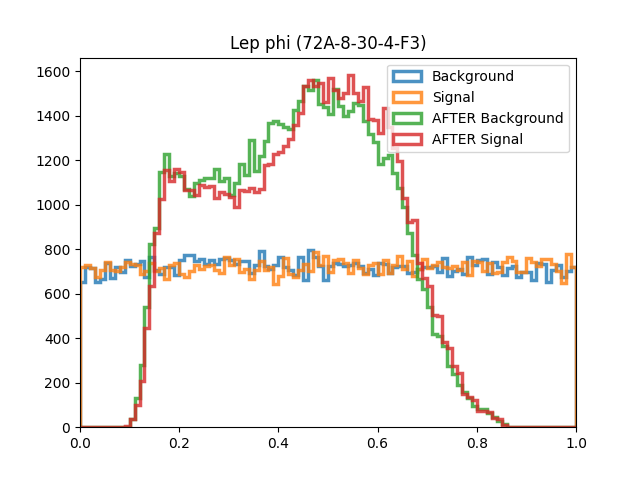 Lep phi (72A-8-30-4-F3)
1600
1400
1200
1000
800
600
400
200
0
0.0 0.2 0.4 0.6 0.8 1.0
Background
Signal
AFTER Background
AFTER Signal